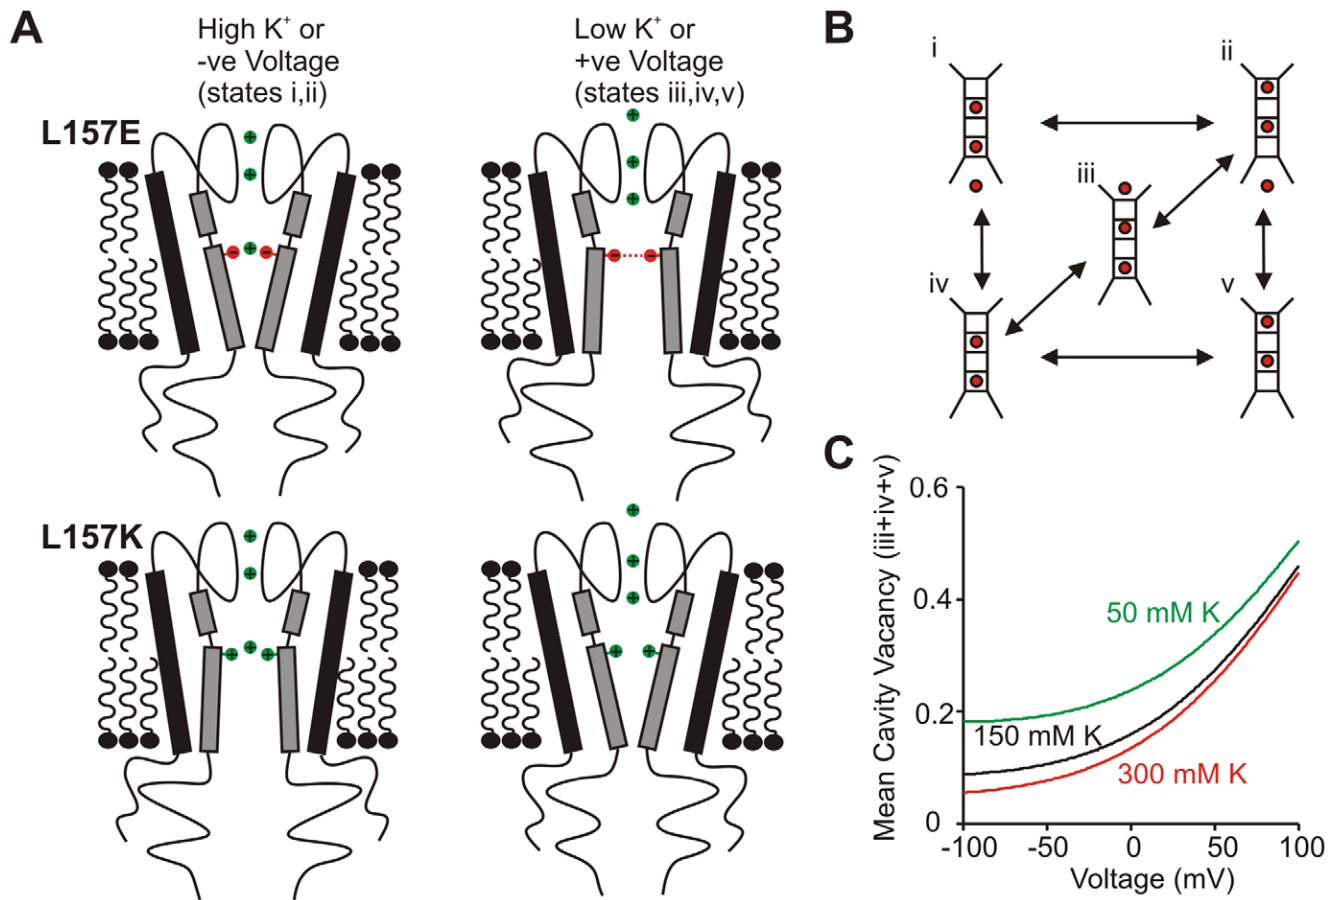 A
High K⁺ or
-ve Voltage
(states i,ii)
Low K⁺ or
+ve Voltage
(states iii,iv,v)
L157E
L157K
B
i
ii
iii
iv
v
C
Mean Cavity Vacancy (iii+iv+v)
0.6
0.4
0.2
0
50 mM K
150 mM K
300 mM K
-100
-50
0
50
100
Voltage (mV)